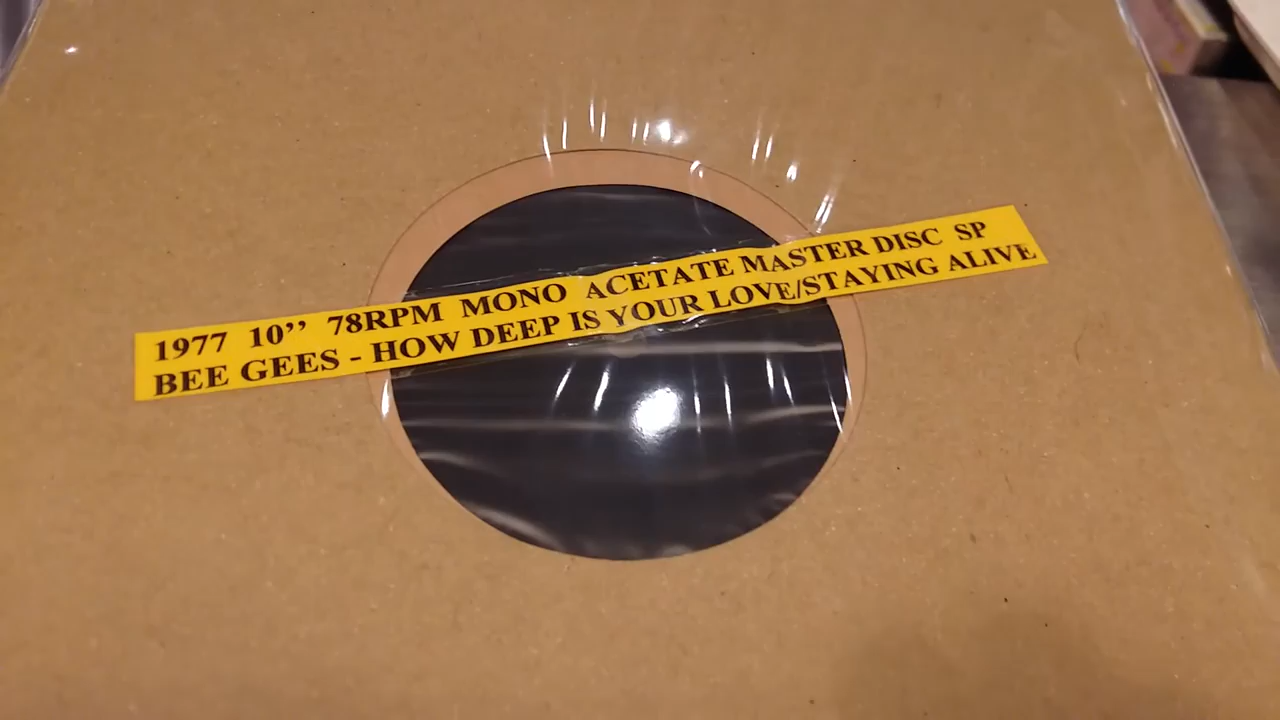 1977 10’’ 78RPM MONO ACETATE MASTER DISC SP
BEE GEES - HOW DEEP IS YOUR LOVE/STAYING ALIVE